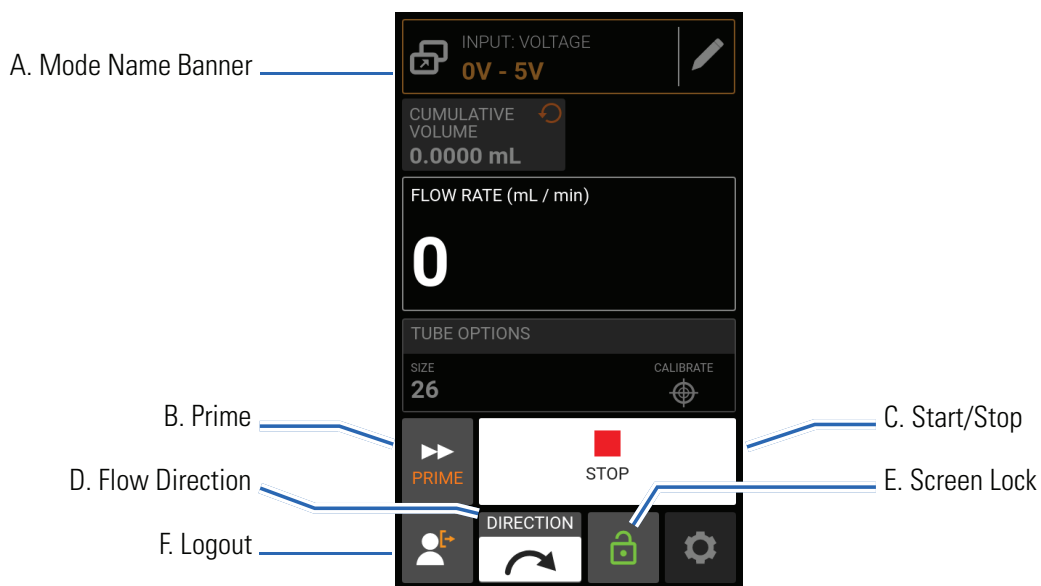 A. Mode Name Banner
INPUT: VOLTAGE
0V - 5V
CUMULATIVE
VOLUME
0.0000 mL
FLOW RATE (mL / min)
0
TUBE OPTIONS
SIZE
26
CALIBRATE
B. Prime
PRIME
STOP
C. Start/Stop
D. Flow Direction
DIRECTION
E. Screen Lock
F. Logout